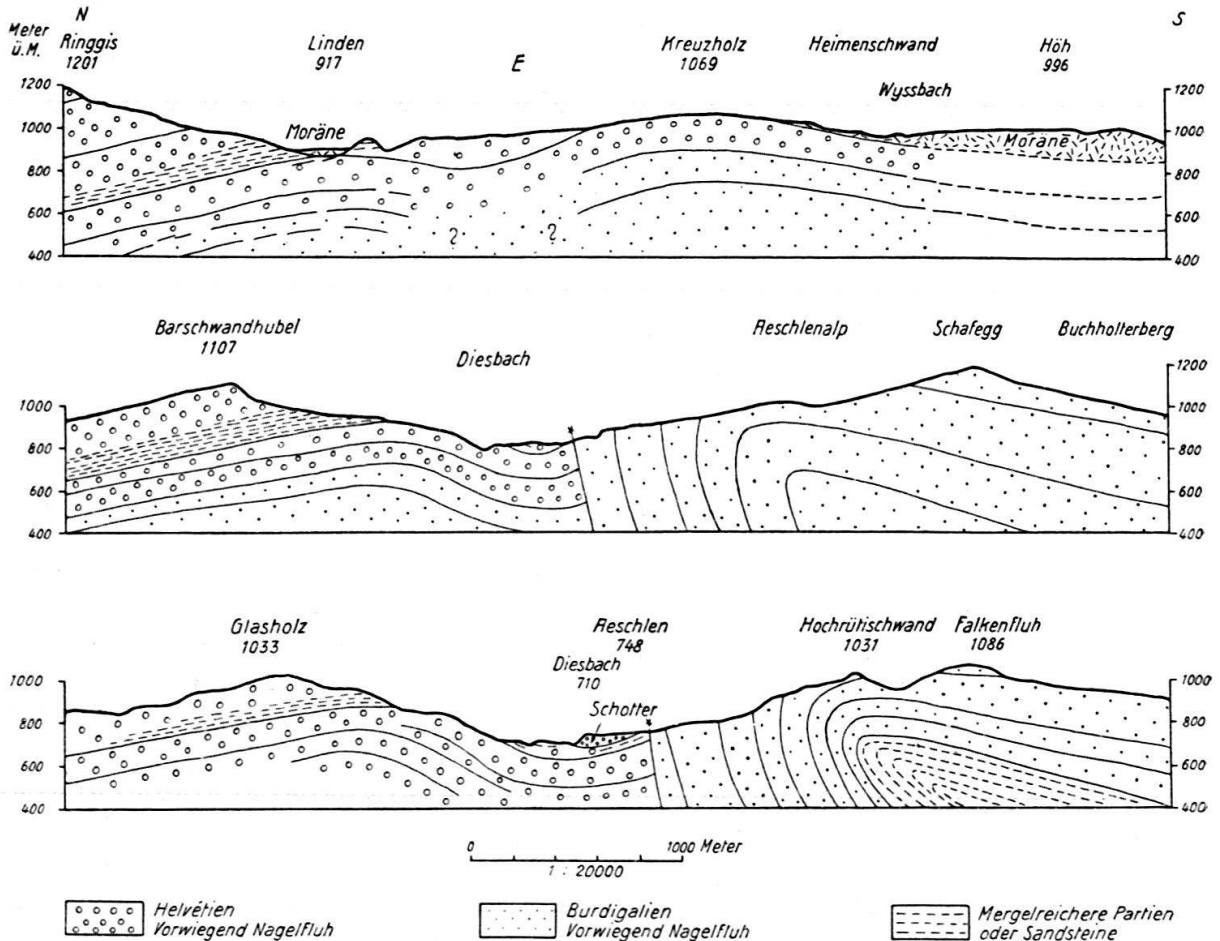 N S
Meter
ü.M.
Ringgis
1201
Linden
917
E
Kreuzholz
1069
Heimenschwand
Höh
996
Wyssbach
1200
1000
800
600
400
Moräne
Moräne
? ?
1200
1000
800
600
400
Barschwandhubel
1107
Diesbach
Aeschlenalp
Schafegg
Buchholterberg
1000
800
600
400
1200
1000
800
600
400
Glasholz
1033
Aeschlen
748
Diesbach
710
Schotter
Hochrütischwand
1031
Falkenfluh
1086
1000
800
600
400
1000
800
600
400
0 1000 Meter
1 : 20000
Helvétien
Vorwiegend Nagelfluh
Burdigalien
Vorwiegend Nagelfluh
Mergelreichere Partien
oder Sandsteine